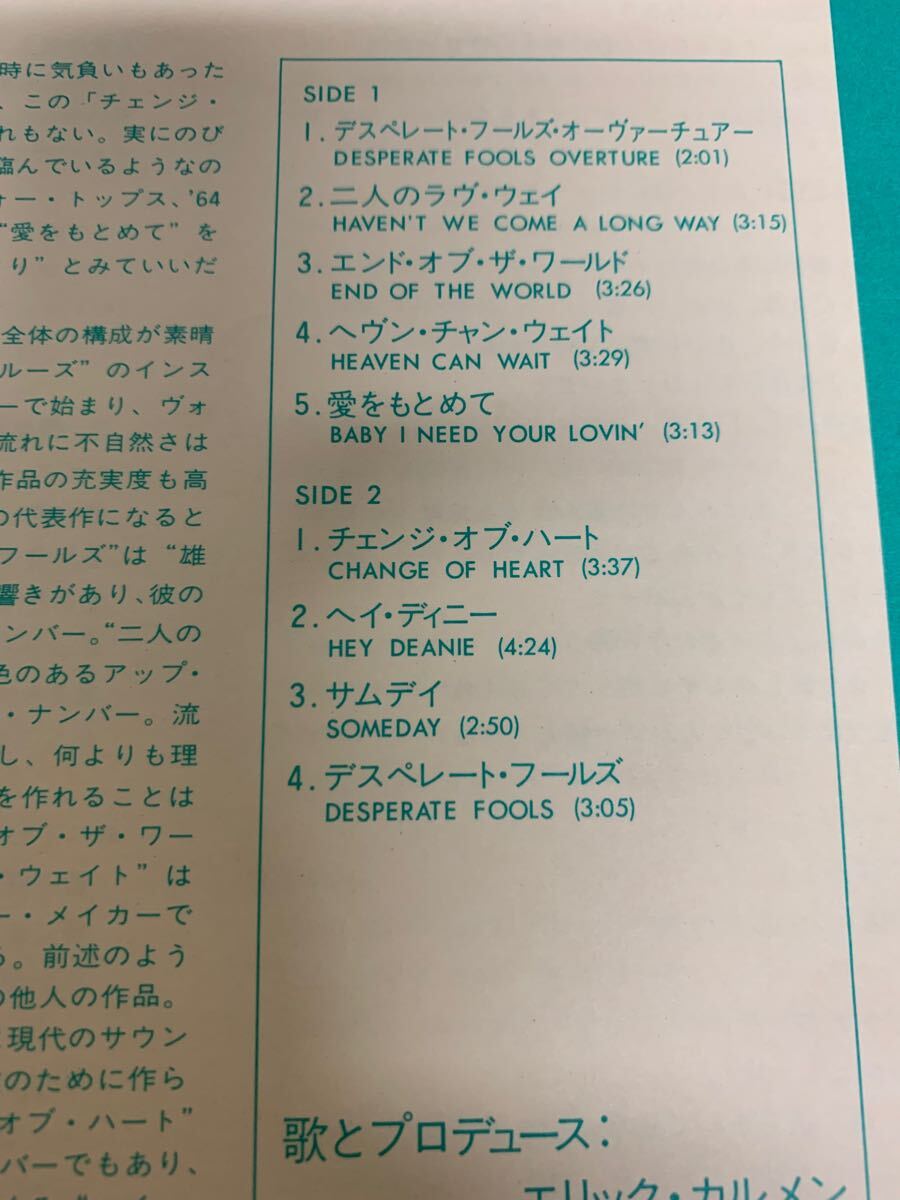 時に気負いもあった
、この「チェンジ・
れもない。実にのび
臨んでいるようなの
ォー・トップス、'64
“愛をもとめて”を
り”とみていいだ
全体の構成が素晴
ルーズ”のインス
ーで始まり、ヴォ
流れに不自然さは
作品の充実度も高
の代表作になると
フールズ”は“雄
響きがあり、彼の
ンバー。“二人の
色のあるアップ・
・ナンバー。流
し、何よりも理
を作れることは
オブ・ザ・ワー
・ウェイト”は
ー・メイカーで
る。前述のよう
の他人の作品。
現代のサウン
のために作ら
オブ・ハート”
バーでもあり、
SIDE 1
1.デスペレート・フールズ・オーヴァーチュアー
DESPERATE FOOLS OVERTURE (2:01)
2.二人のラヴ・ウェイ
HAVEN'T WE COME A LONG WAY (3:15)
3.エンド・オブ・ザ・ワールド
END OF THE WORLD (3:26)
4.ヘヴン・チャン・ウェイト
HEAVEN CAN WAIT (3:29)
5.愛をもとめて
BABY I NEED YOUR LOVIN' (3:13)
SIDE 2
1.チェンジ・オブ・ハート
CHANGE OF HEART (3:37)
2.ヘイ・ディニー
HEY DEANIE (4:24)
3.サムデイ
SOMEDAY (2:50)
4.デスペレート・フールズ
DESPERATE FOOLS (3:05)
歌とプロデュース：
エリック・カルメン